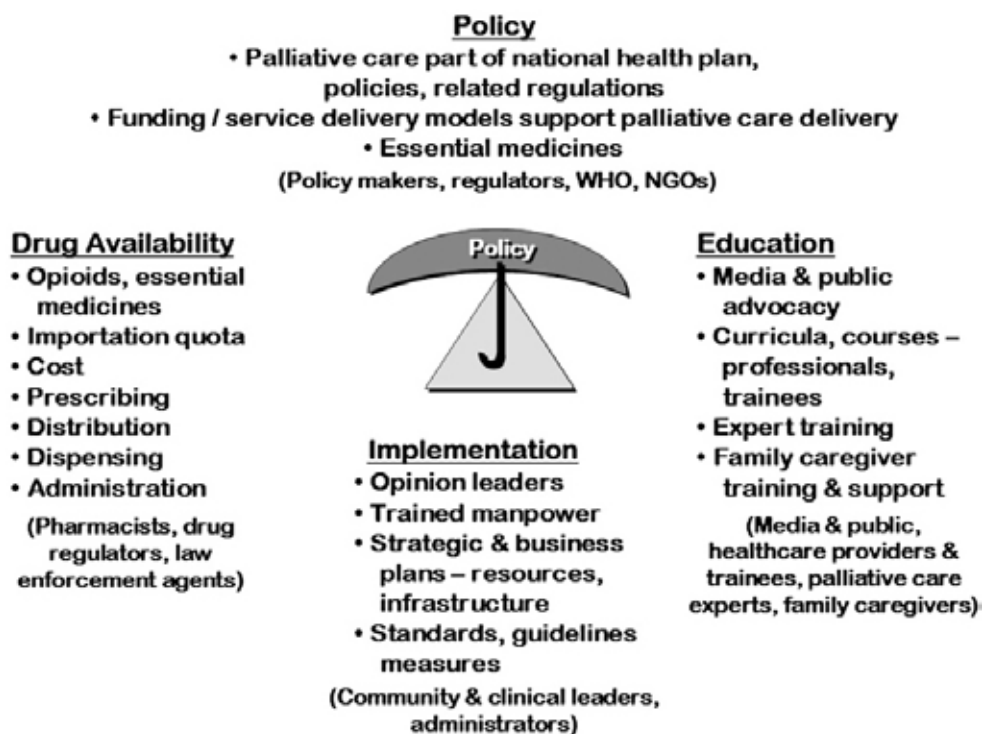 Policy
• Palliative care part of national health plan,
policies, related regulations
• Funding / service delivery models support palliative care delivery
• Essential medicines
(Policy makers, regulators, WHO, NGOs)
Policy
Drug Availability
• Opioids, essential
medicines
• Importation quota
• Cost
• Prescribing
• Distribution
• Dispensing
• Administration
(Pharmacists, drug
regulators, law
enforcement agents)
Implementation
• Opinion leaders
• Trained manpower
• Strategic & business
plans – resources,
infrastructure
• Standards, guidelines
measures
(Community & clinical leaders,
administrators)
Education
• Media & public
advocacy
• Curricula, courses –
professionals,
trainees
• Expert training
• Family caregiver
training & support
(Media & public,
healthcare providers &
trainees, palliative care
experts, family caregivers)